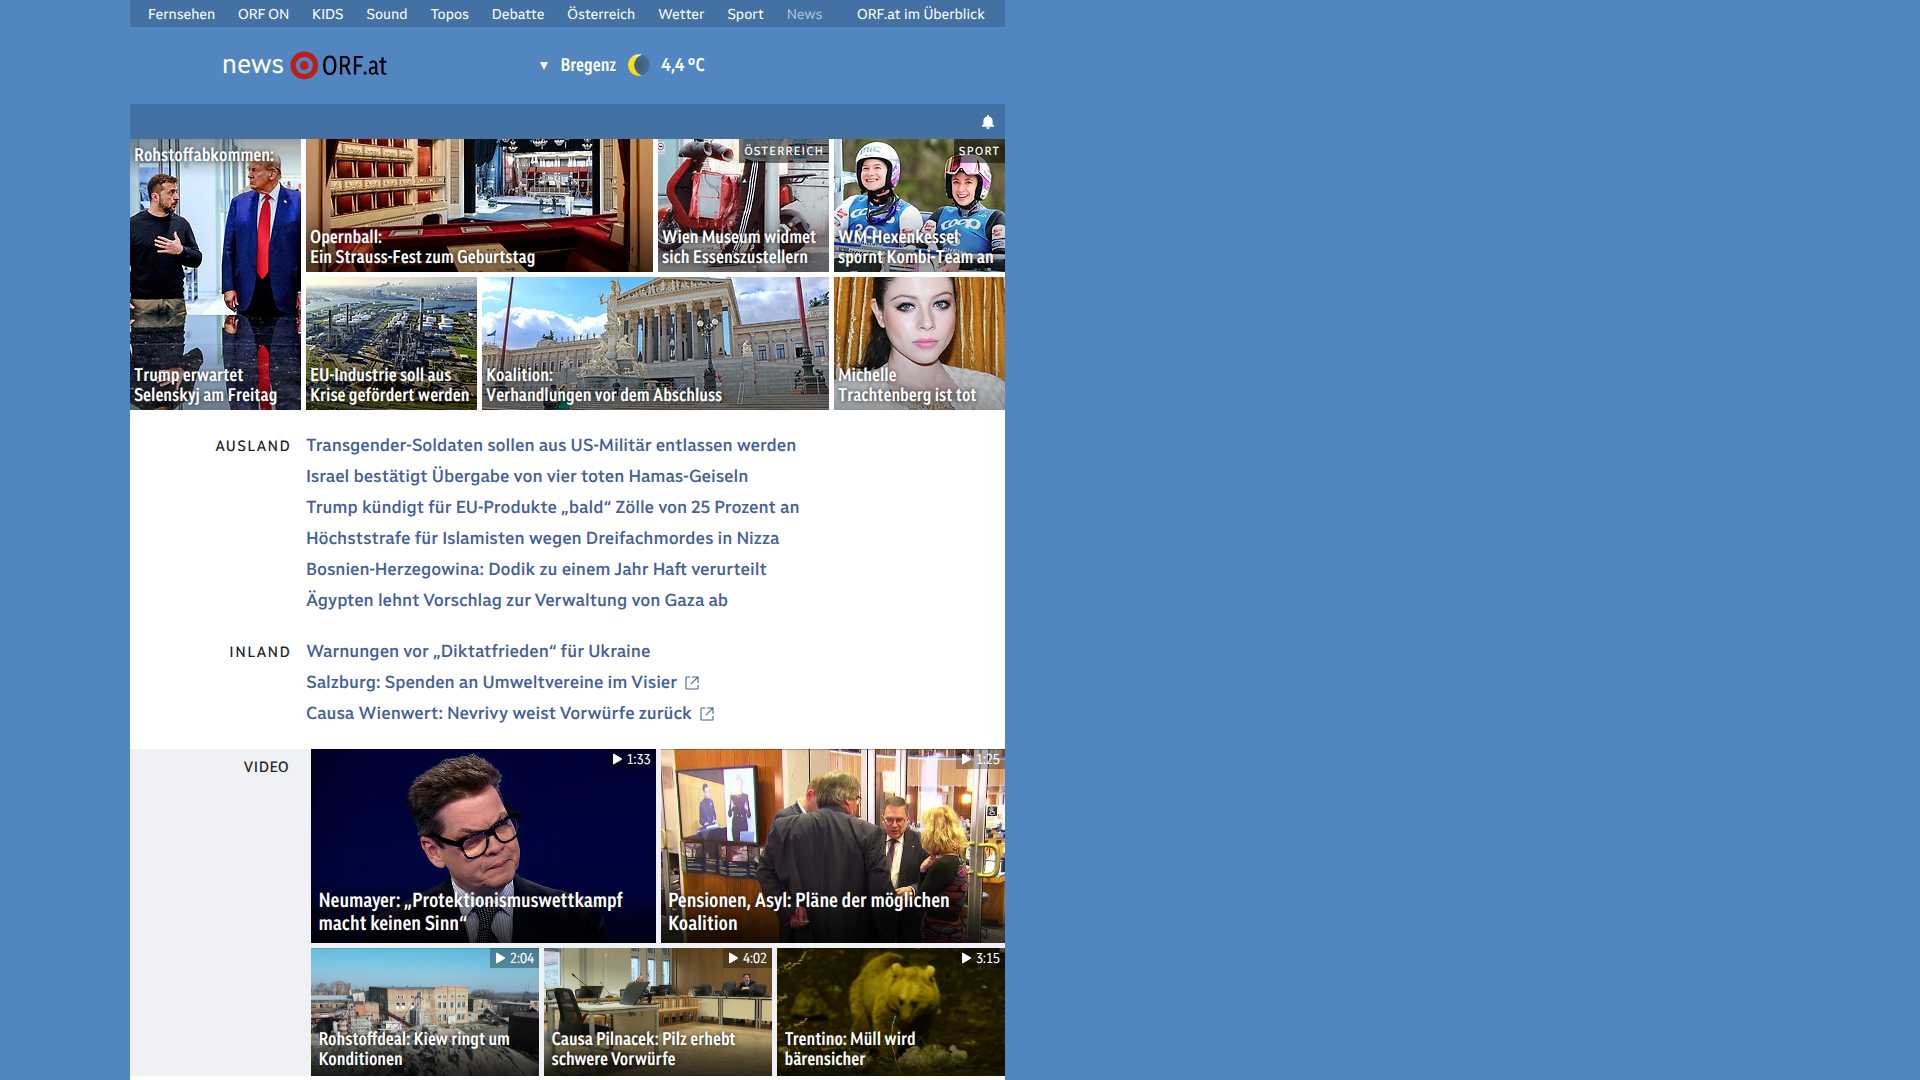 Fernsehen ORF ON KIDS Sound Topos Debatte Österreich Wetter Sport News ORF.at im Überblick
news ORF.at
Bregenz 4,4 °C
Rohstoffabkommen:
Trump erwartet
Selenskyj am Freitag
Opernball:
Ein Strauss-Fest zum Geburtstag
ÖSTERREICH
Wien Museum widmet
sich Essenszustellern
SPORT
WM-Hexenkessel
spornt Kombi-Team an
EU-Industrie soll aus
Krise gefördert werden
Koalition:
Verhandlungen vor dem Abschluss
Michelle
Trachtenberg ist tot
AUSLAND
Transgender-Soldaten sollen aus US-Militär entlassen werden
Israel bestätigt Übergabe von vier toten Hamas-Geiseln
Trump kündigt für EU-Produkte „bald“ Zölle von 25 Prozent an
Höchststrafe für Islamisten wegen Dreifachmordes in Nizza
Bosnien-Herzegowina: Dodik zu einem Jahr Haft verurteilt
Ägypten lehnt Vorschlag zur Verwaltung von Gaza ab
INLAND
Warnungen vor „Diktatfrieden“ für Ukraine
Salzburg: Spenden an Umweltvereine im Visier
Causa Wienwert: Nevrivy weist Vorwürfe zurück
VIDEO
1:33
Neumayer: „Protektionismuswettkampf
macht keinen Sinn“
1:25
Pensionen, Asyl: Pläne der möglichen
Koalition
2:04
Rohstoffdeal: Kiew ringt um
Konditionen
4:02
Causa Pilnacek: Pilz erhebt
schwere Vorwürfe
3:15
Trentino: Müll wird
bärensicher